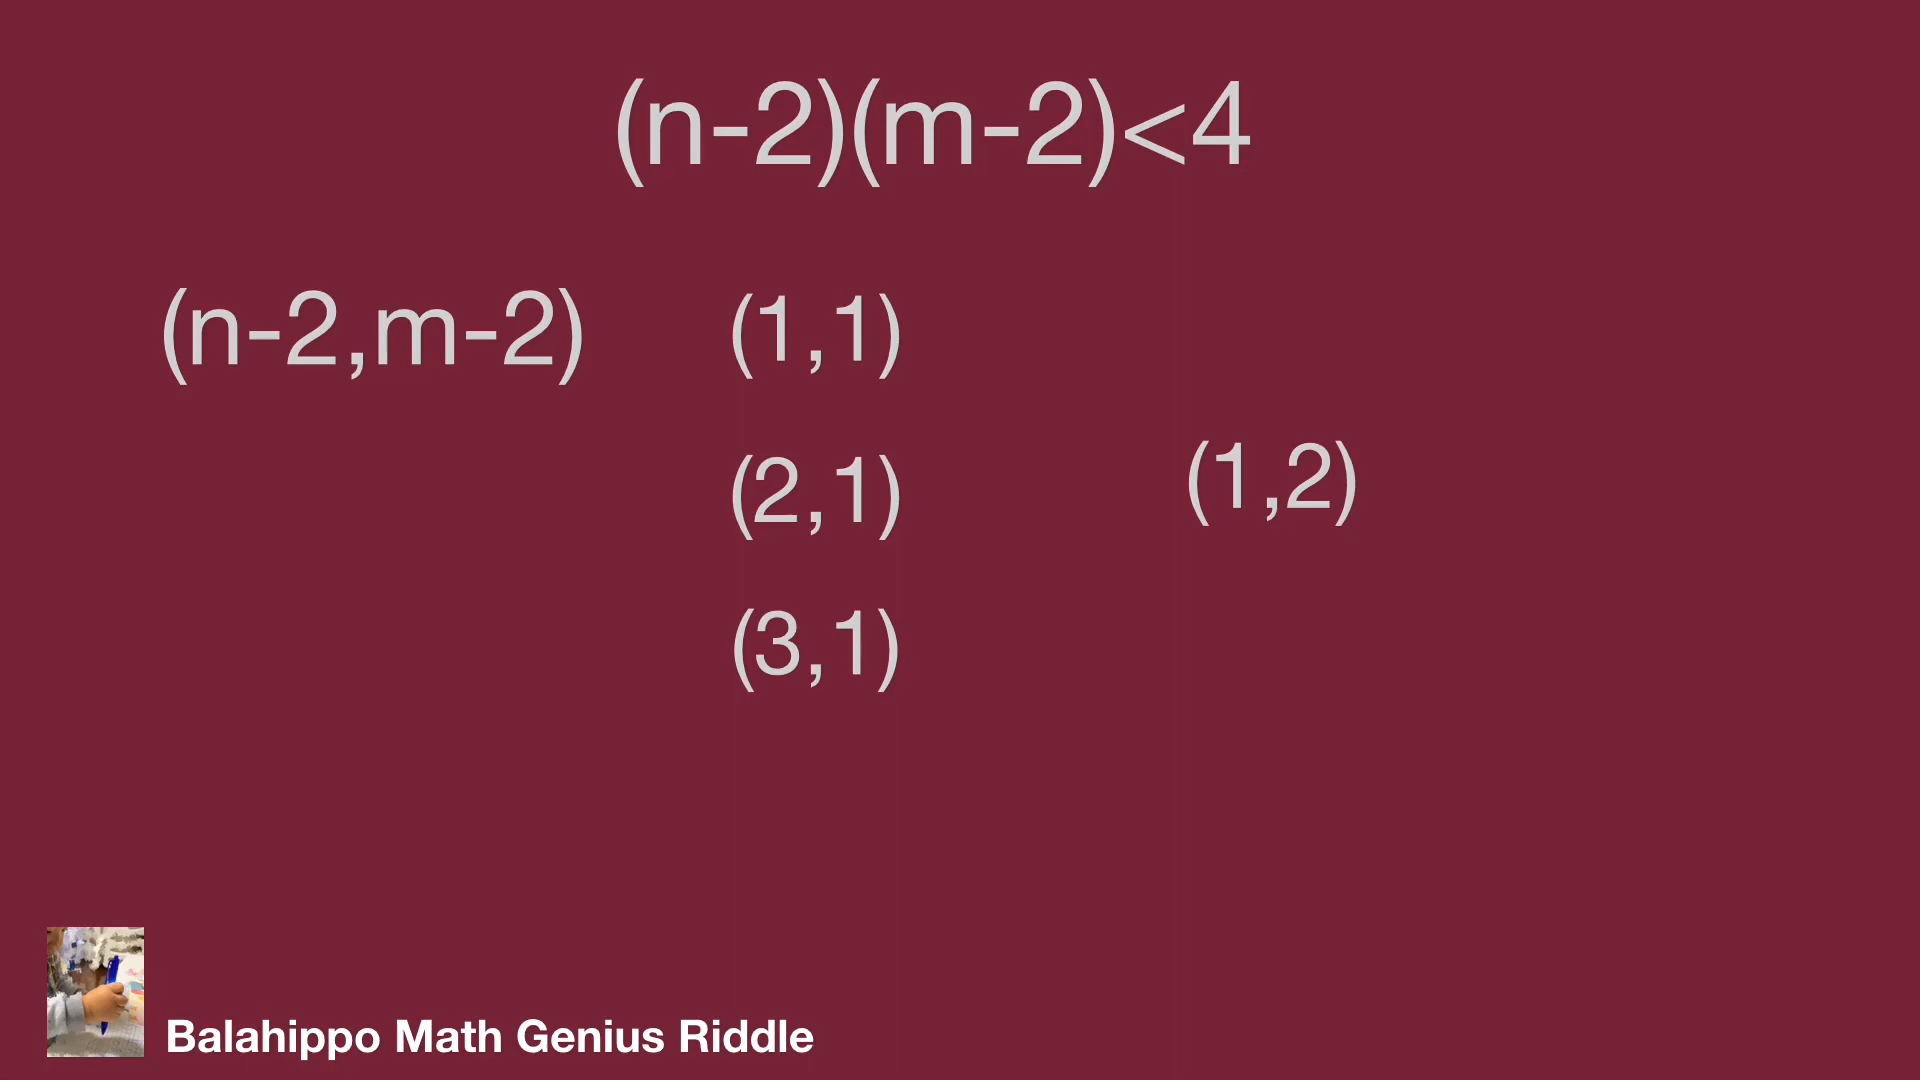 (n-2)(m-2)<4
(n-2,m-2) (1,1)
(2,1) (1,2)
(3,1)
Balahippo Math Genius Riddle